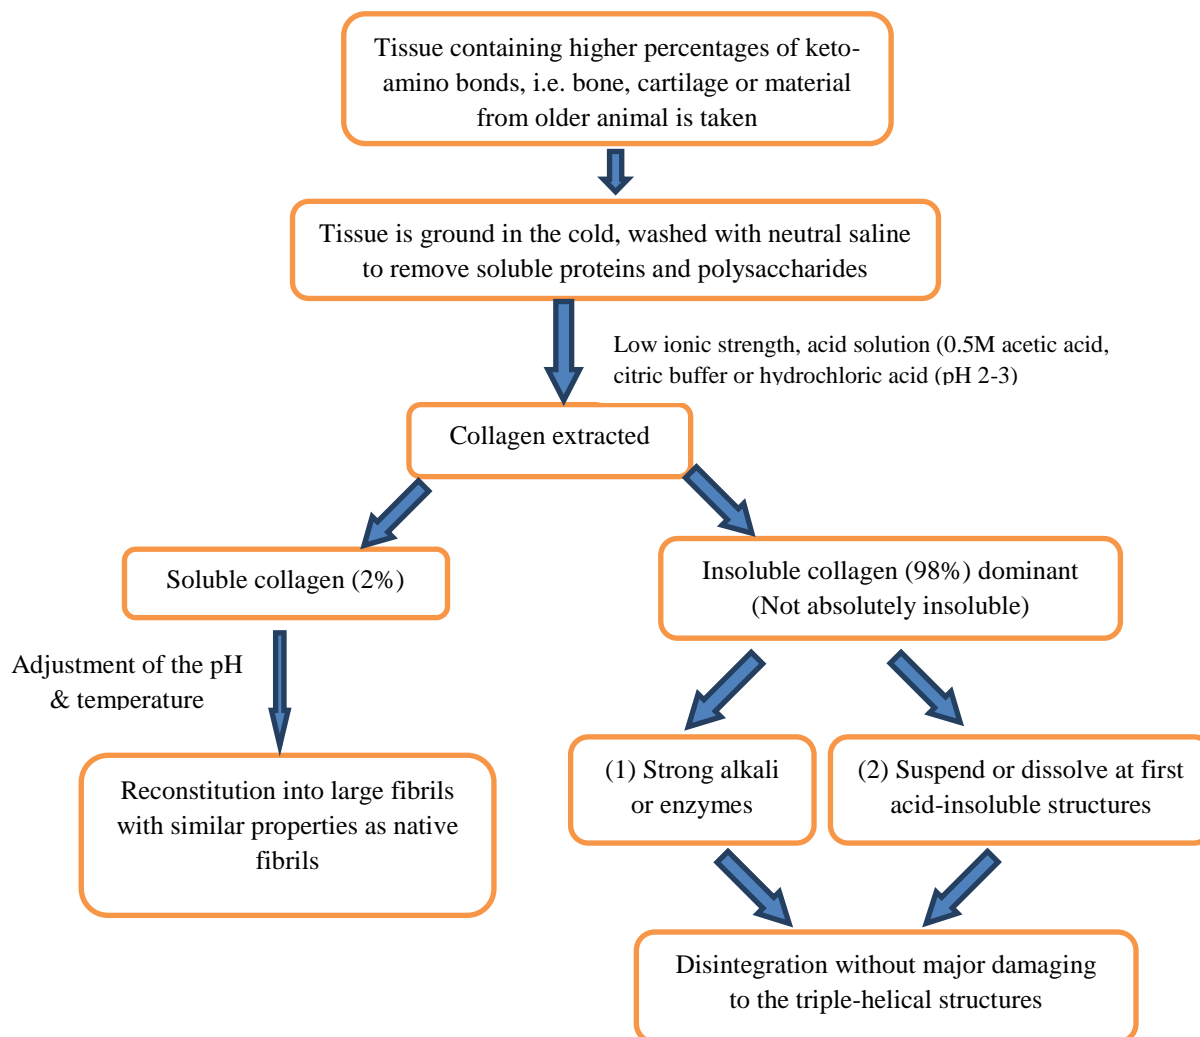 Tissue containing higher percentages of keto-
amino bonds, i.e. bone, cartilage or material
from older animal is taken
Tissue is ground in the cold, washed with neutral saline
to remove soluble proteins and polysaccharides
Low ionic strength, acid solution (0.5M acetic acid,
citric buffer or hydrochloric acid (pH 2-3)
Collagen extracted
Soluble collagen (2%)
Insoluble collagen (98%) dominant
(Not absolutely insoluble)
Adjustment of the pH
& temperature
Reconstitution into large fibrils
with similar properties as native
fibrils
(1) Strong alkali
or enzymes
(2) Suspend or dissolve at first
acid-insoluble structures
Disintegration without major damaging
to the triple-helical structures